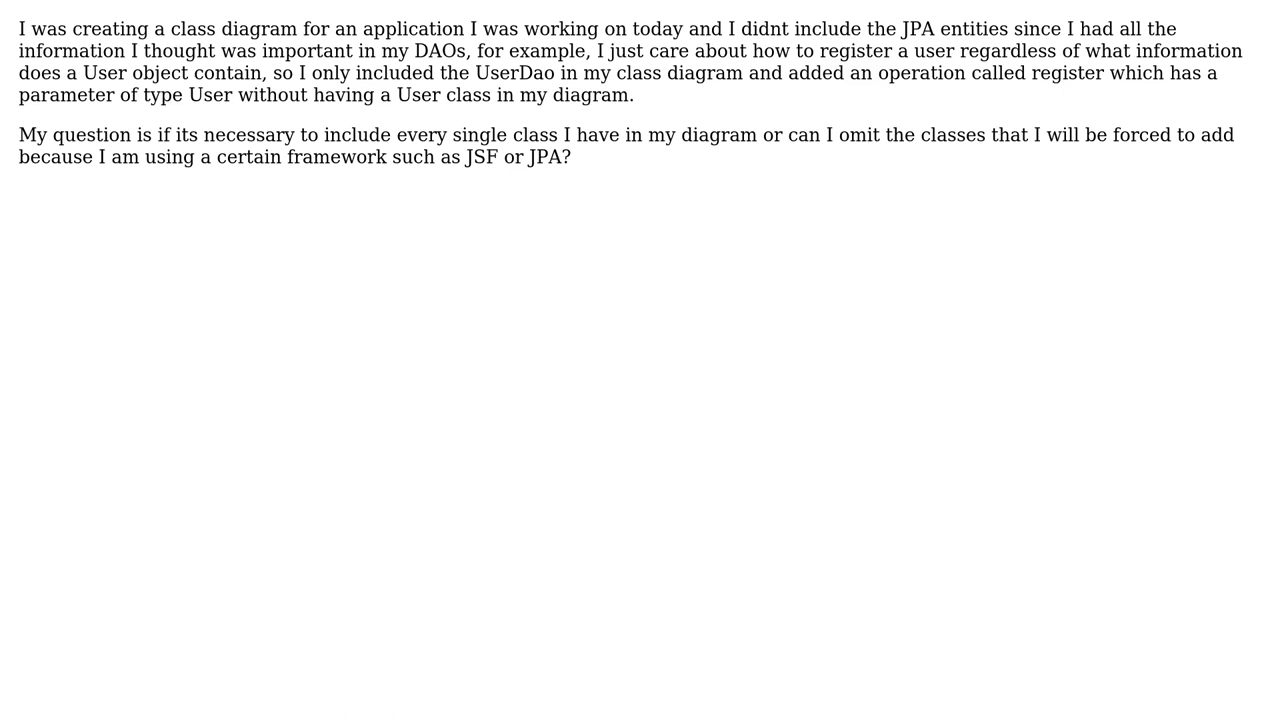 I was creating a class diagram for an application I was working on today and I didnt include the JPA entities since I had all the
information I thought was important in my DAOs, for example, I just care about how to register a user regardless of what information
does a User object contain, so I only included the UserDao in my class diagram and added an operation called register which has a
parameter of type User without having a User class in my diagram.
My question is if its necessary to include every single class I have in my diagram or can I omit the classes that I will be forced to add
because I am using a certain framework such as JSF or JPA?